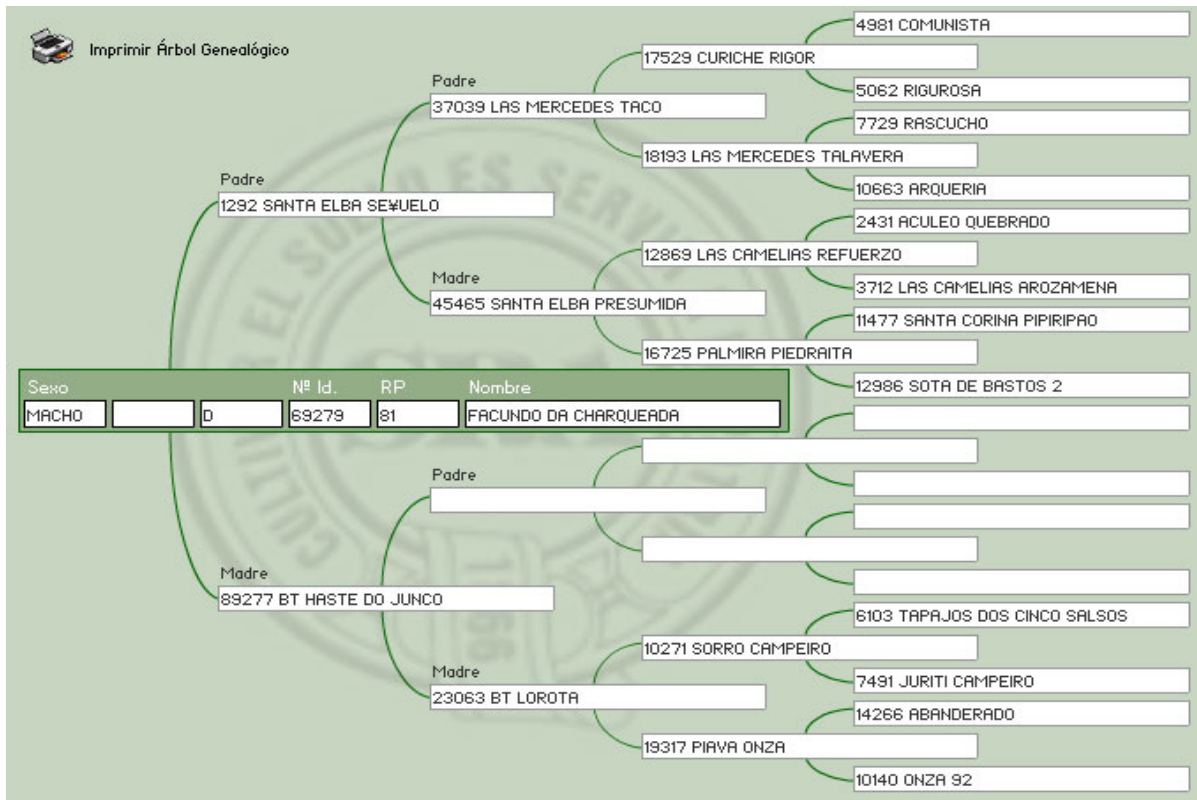 Imprimir Árbol Genealógico
4981 COMUNISTA
17529 CURICHE RIGOR
Padre
5062 RIGUROSA
37039 LAS MERCEDES TACO
7729 RASCUCHO
18193 LAS MERCEDES TALAVERA
Padre
10663 ARQUERIA
1292 SANTA ELBA SE¥UELO
2431 ACULEO QUEBRADO
12869 LAS CAMELIAS REFUERZO
Madre
3712 LAS CAMELIAS AROZAMENA
45465 SANTA ELBA PRESUMIDA
11477 SANTA CORINA PIPIRIPAO
16725 PALMIRA PIEDRAITA
12986 SOTA DE BASTOS 2
Sexo Nº Id. RP Nombre
MACHO D 69279 81 FACUNDO DA CHARQUEADA
Padre
Madre
89277 BT HASTE DO JUNCO
6103 TAPAJOS DOS CINCO SALSOS
10271 SORRO CAMPEIRO
Madre
7491 JURITI CAMPEIRO
23063 BT LOROTA
14266 ABANDERADO
19317 PIAVA ONZA
10140 ONZA 92
1866